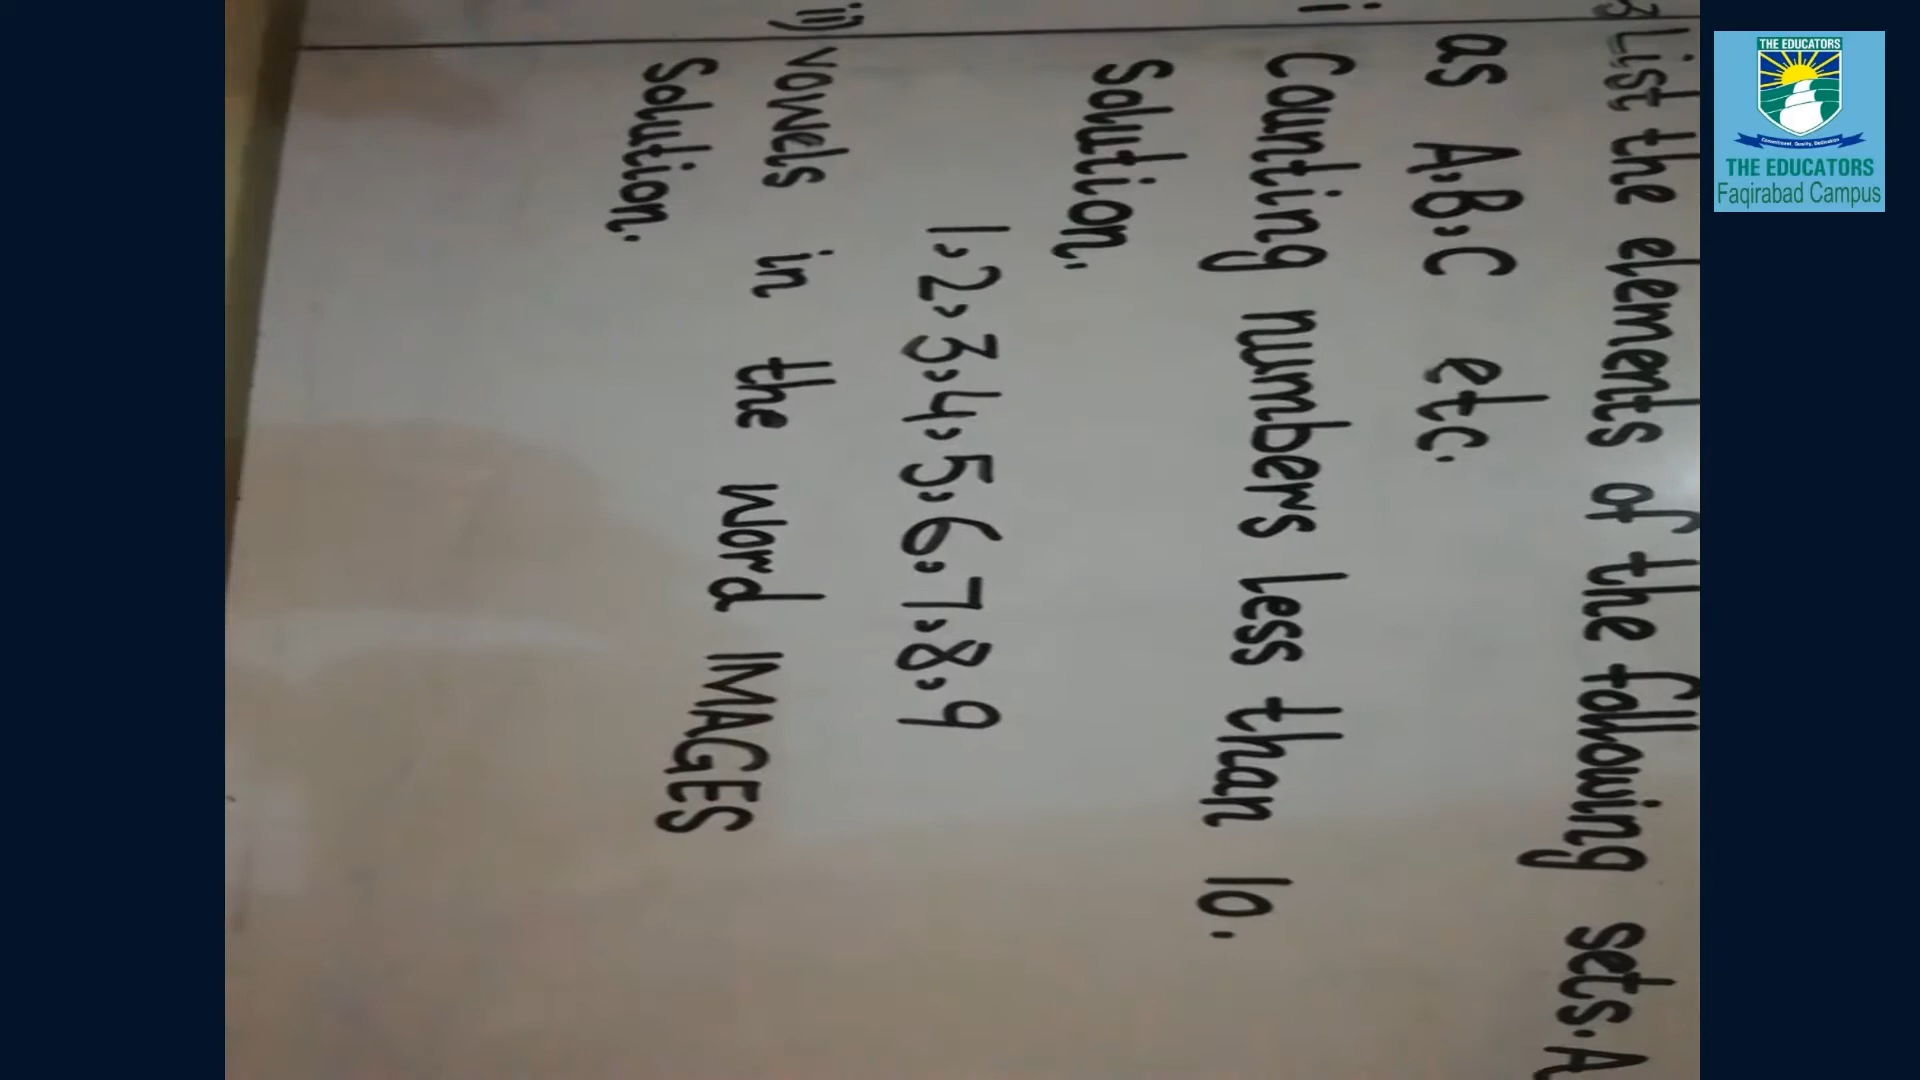 3 List the elements of the following sets. A
as A,B,C etc.
i Counting numbers less than 10.
Solution.
1,2,3,4,5,6,7,8,9
ii) vowels in the word IMAGES
Solution.
THE EDUCATORS
THE EDUCATORS
Faqirabad Campus